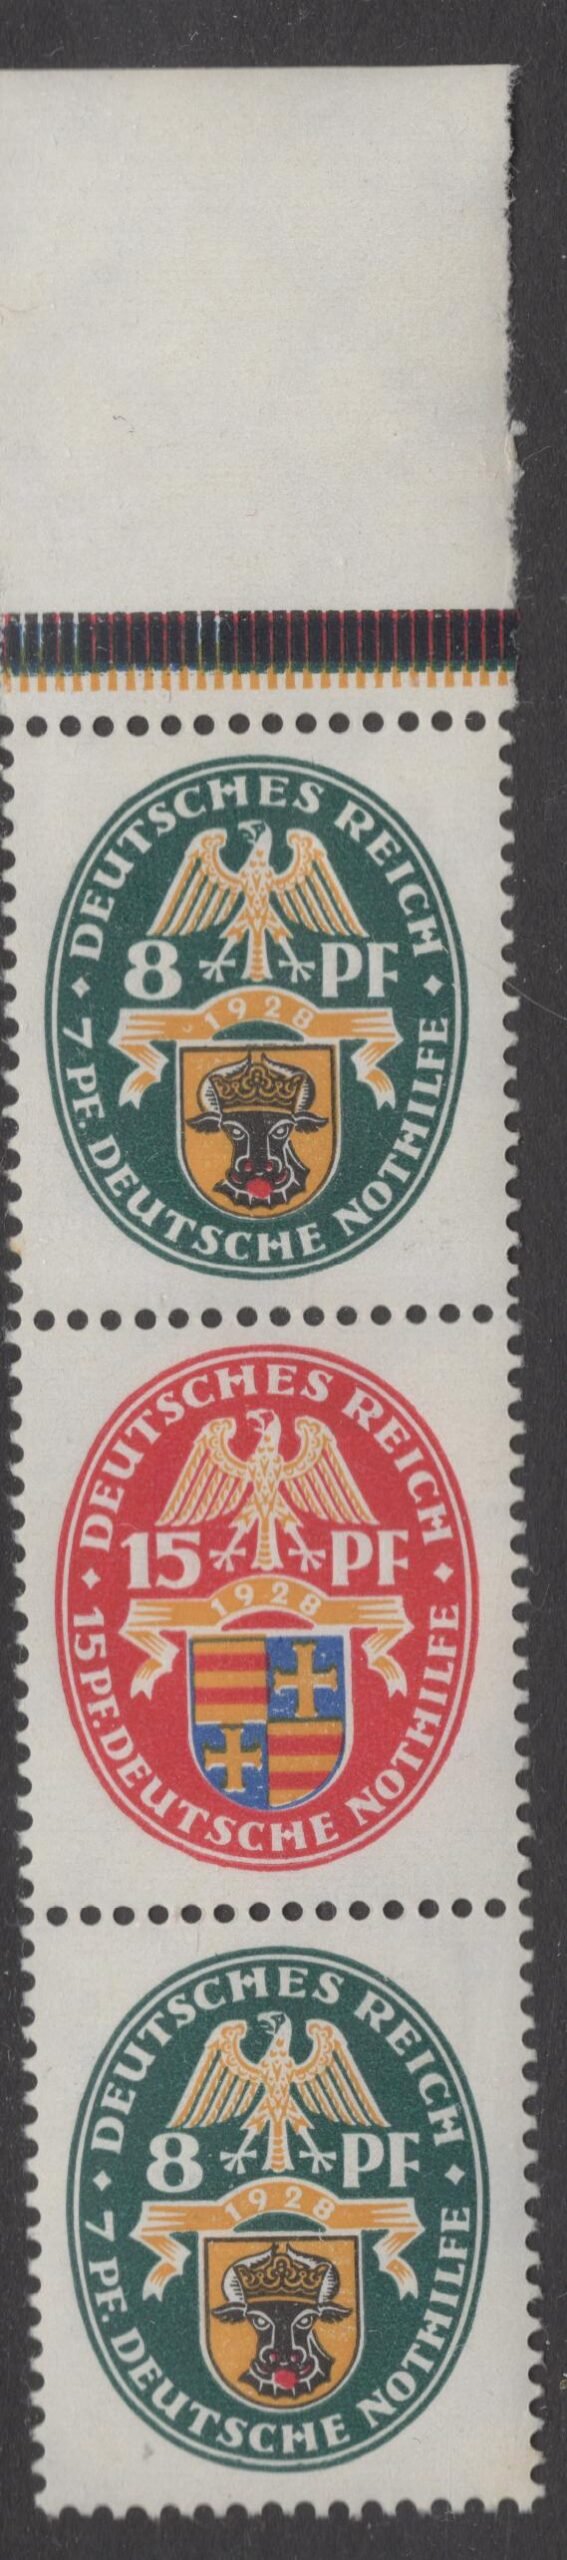 DEUTSCHES REICH
8 PF
1928
7 PF. DEUTSCHE NOTHILFE
DEUTSCHES REICH
15 PF
1928
15 PF. DEUTSCHE NOTHILFE
DEUTSCHES REICH
8 PF
1928
7 PF. DEUTSCHE NOTHILFE